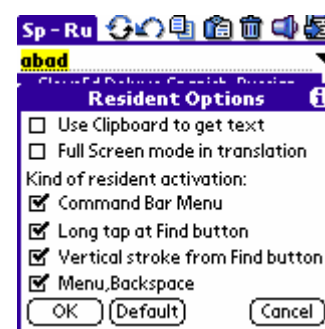 Sp - Ru
abad
Resident Options
Use Clipboard to get text
Full Screen mode in translation
Kind of resident activation:
Command Bar Menu
Long tap at Find button
Vertical stroke from Find button
Menu,Backspace
OK Default Cancel